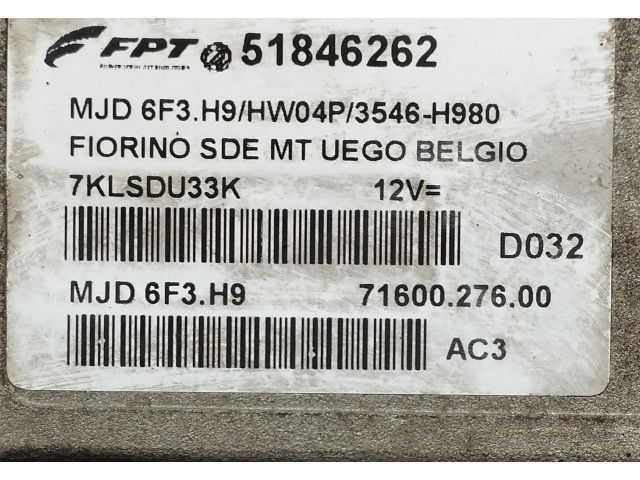 FPT 51846262
MJD 6F3.H9/HW04P/3546-H980
FIORINO SDE MT UEGO BELGIO
7KLSDU33K 12V=
D032
MJD 6F3.H9 71600.276.00
AC3